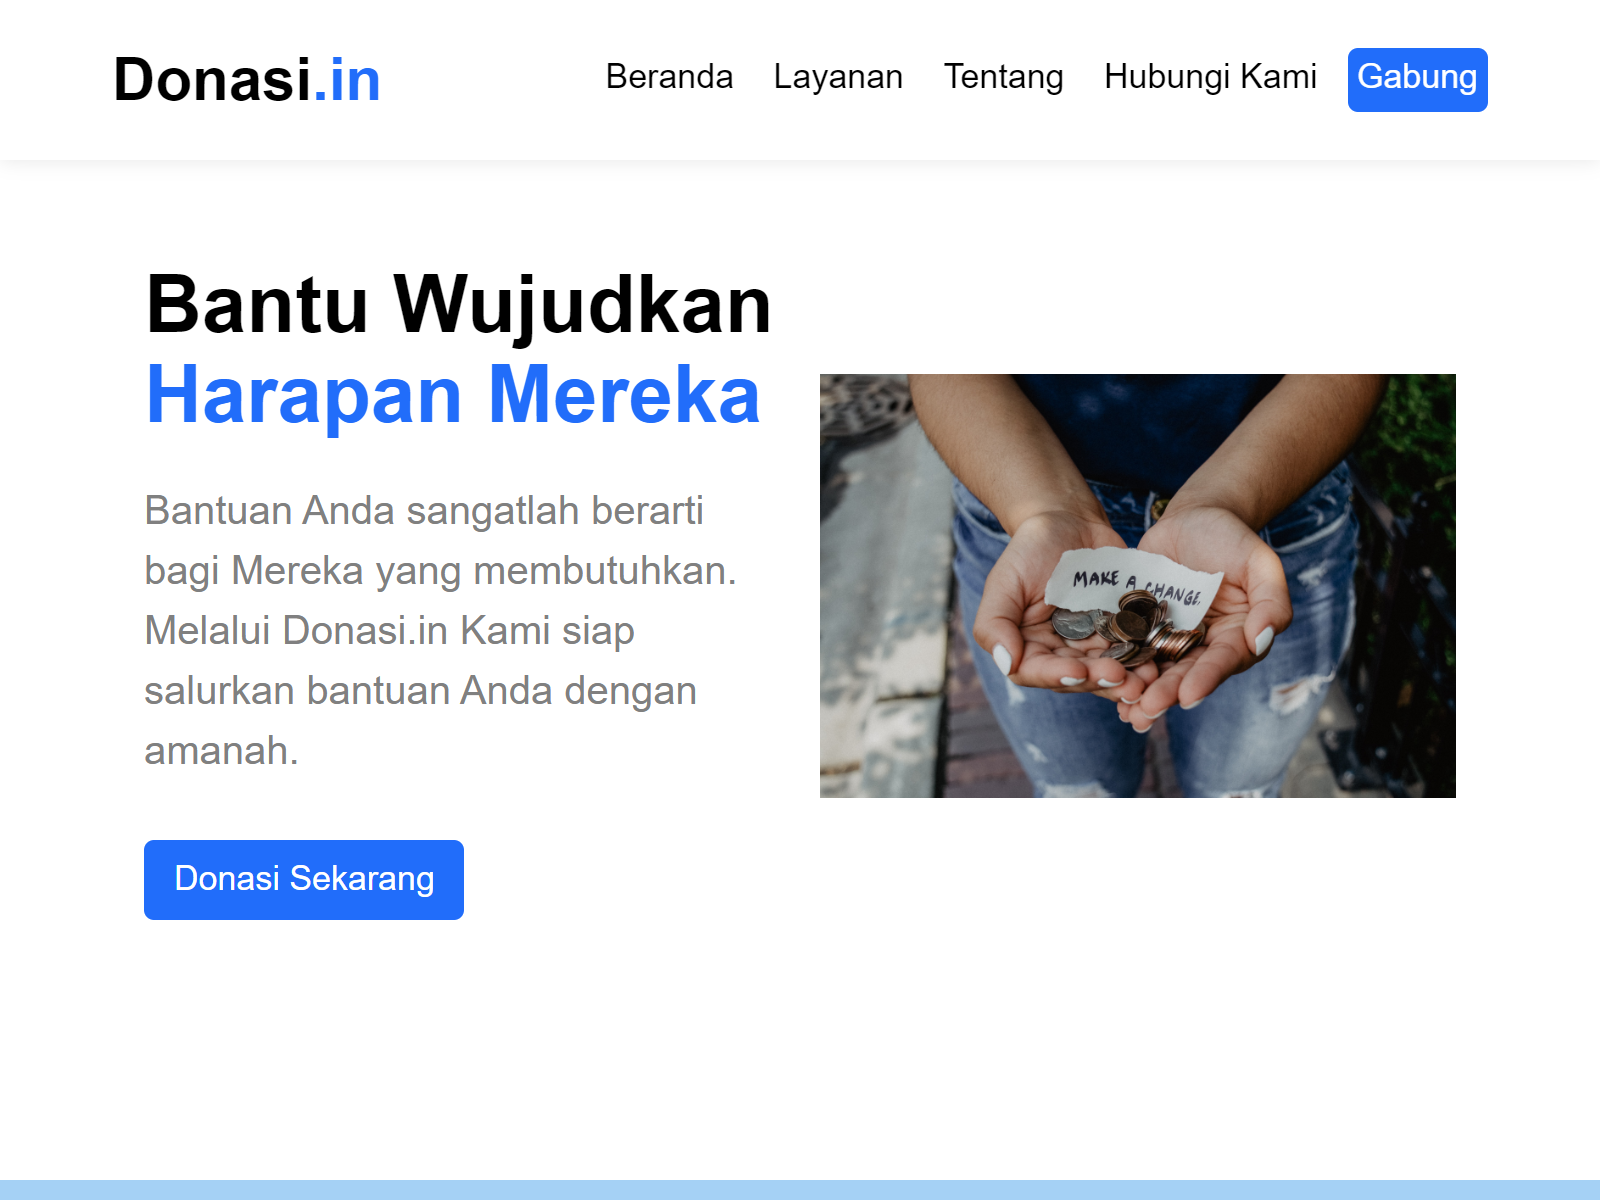 Donasi.in
Beranda Layanan Tentang Hubungi Kami Gabung
Bantu Wujudkan
Harapan Mereka
Bantuan Anda sangatlah berarti
bagi Mereka yang membutuhkan.
Melalui Donasi.in Kami siap
salurkan bantuan Anda dengan
amanah.
MAKE A CHANGE
Donasi Sekarang